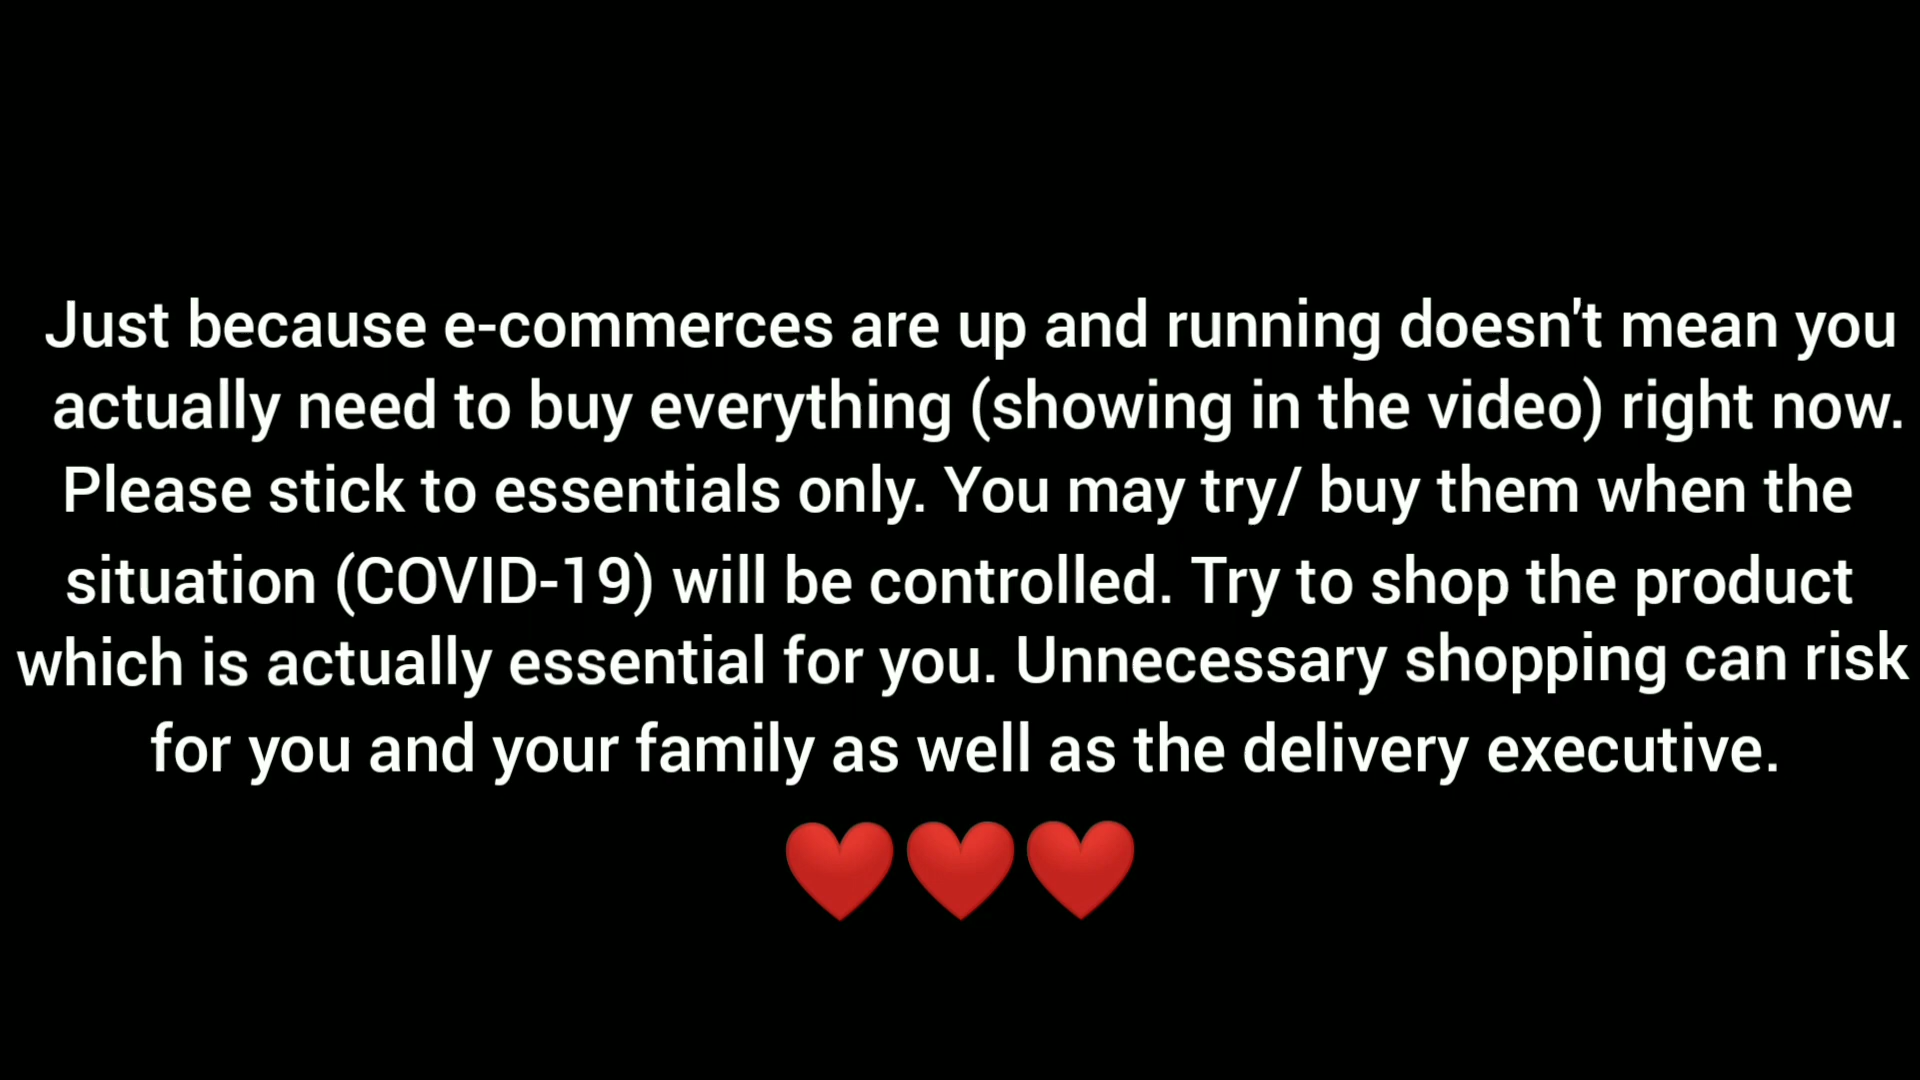 Just because e-commerces are up and running doesn't mean you
actually need to buy everything (showing in the video) right now.
Please stick to essentials only. You may try/ buy them when the
situation (COVID-19) will be controlled. Try to shop the product
which is actually essential for you. Unnecessary shopping can risk
for you and your family as well as the delivery executive.
❤️❤️❤️